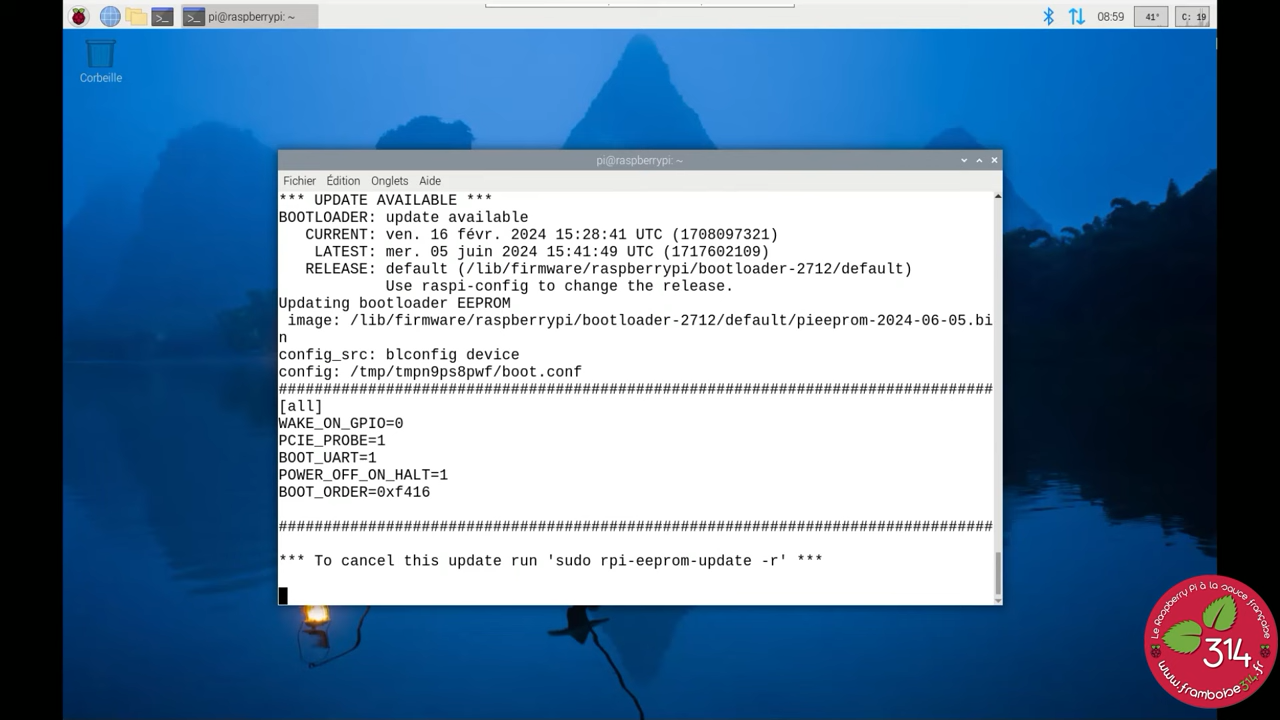 pi@raspberrypi: ~
08:59
41°
C: 19
Corbeille
pi@raspberrypi: ~
Fichier Édition Onglets Aide
*** UPDATE AVAILABLE ***
BOOTLOADER: update available
   CURRENT: ven. 16 févr. 2024 15:28:41 UTC (1708097321)
    LATEST: mer. 05 juin 2024 15:41:49 UTC (1717602109)
   RELEASE: default (/lib/firmware/raspberrypi/bootloader-2712/default)
            Use raspi-config to change the release.
Updating bootloader EEPROM
 image: /lib/firmware/raspberrypi/bootloader-2712/default/pieeprom-2024-06-05.bi
n
config_src: blconfig device
config: /tmp/tmpn9ps8pwf/boot.conf
################################################################################
[all]
WAKE_ON_GPIO=0
PCIE_PROBE=1
BOOT_UART=1
POWER_OFF_ON_HALT=1
BOOT_ORDER=0xf416
################################################################################
*** To cancel this update run 'sudo rpi-eeprom-update -r' ***
Le Raspberry Pi à la sauce française
314
www.framboise314.fr